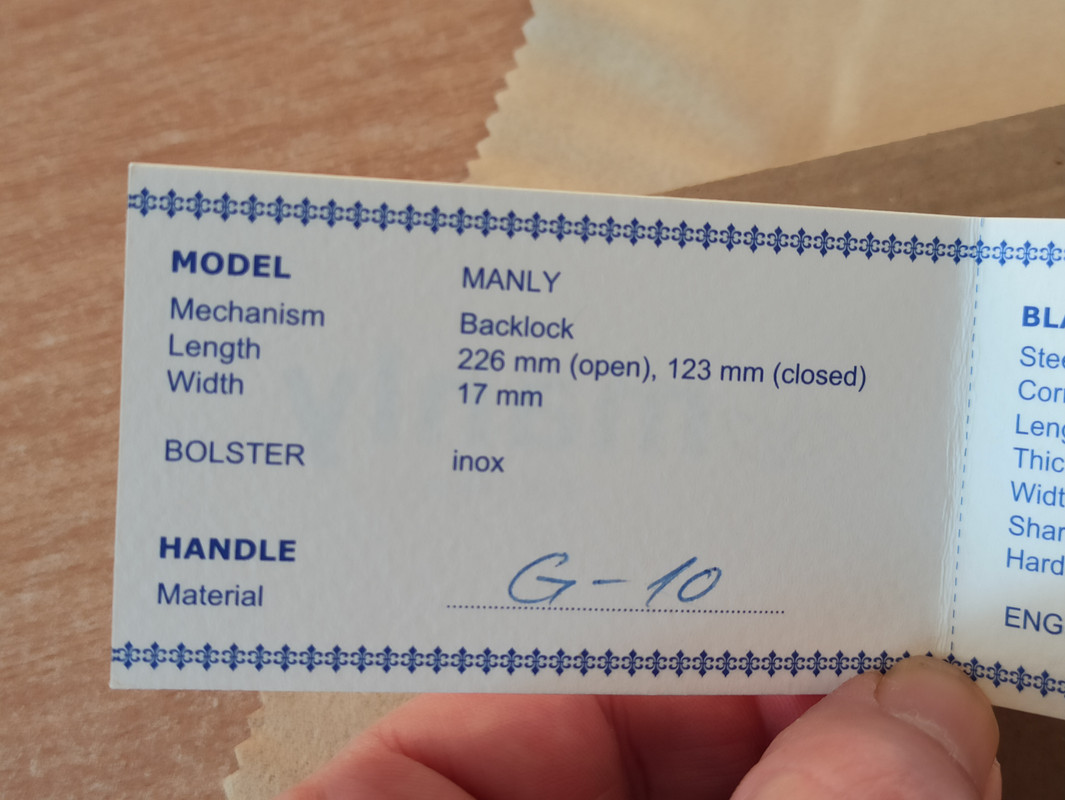 MODEL MANLY
Mechanism Backlock
Length 226 mm (open), 123 mm (closed)
Width 17 mm
BOLSTER inox
HANDLE
Material G-10